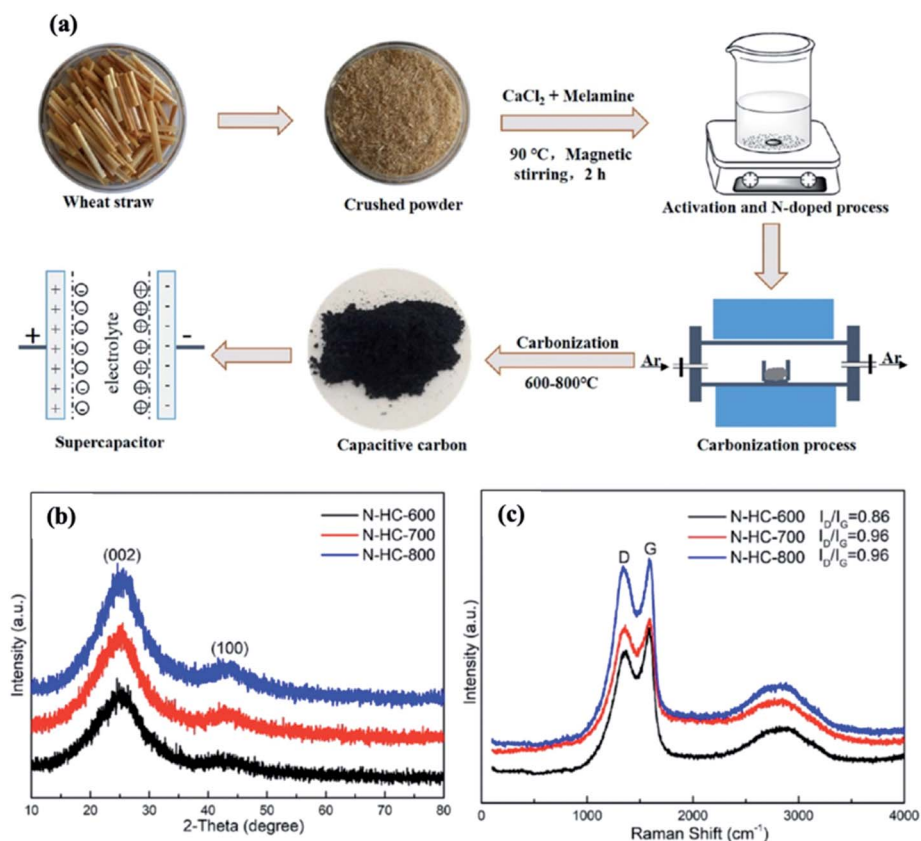 (a)
CaCl₂ + Melamine
90 °C, Magnetic
stirring, 2 h
Wheat straw
Crushed powder
Activation and N-doped process
+ electrolyte -
Carbonization
600-800°C
Ar
Ar
Supercapacitor
Capacitive carbon
Carbonization process
(b)
N-HC-600
N-HC-700
N-HC-800
(002)
(100)
Intensity (a.u.)
10 20 30 40 50 60 70 80
2-Theta (degree)
(c)
N-HC-600 I_D/I_G=0.86
N-HC-700 I_D/I_G=0.96
N-HC-800 I_D/I_G=0.96
D G
Intensity (a.u.)
0 1000 2000 3000 4000
Raman Shift (cm⁻¹)